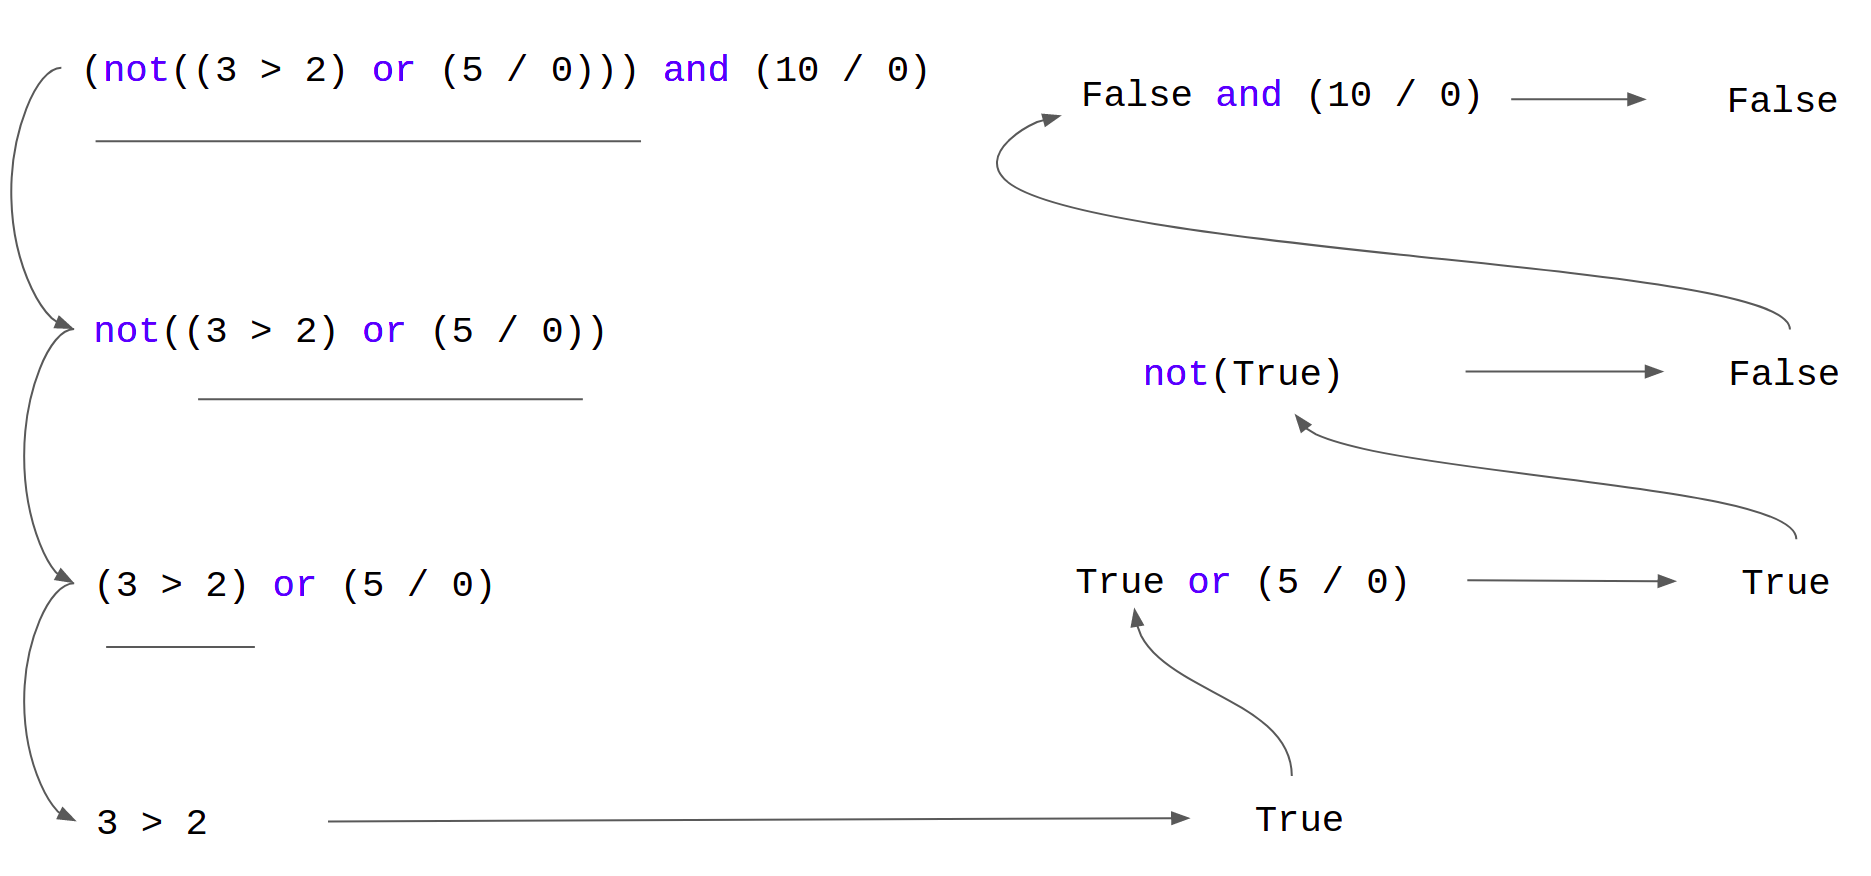 (not((3 > 2) or (5 / 0))) and (10 / 0)
False and (10 / 0)
False
not((3 > 2) or (5 / 0))
not(True)
False
(3 > 2) or (5 / 0)
True or (5 / 0)
True
3 > 2
True